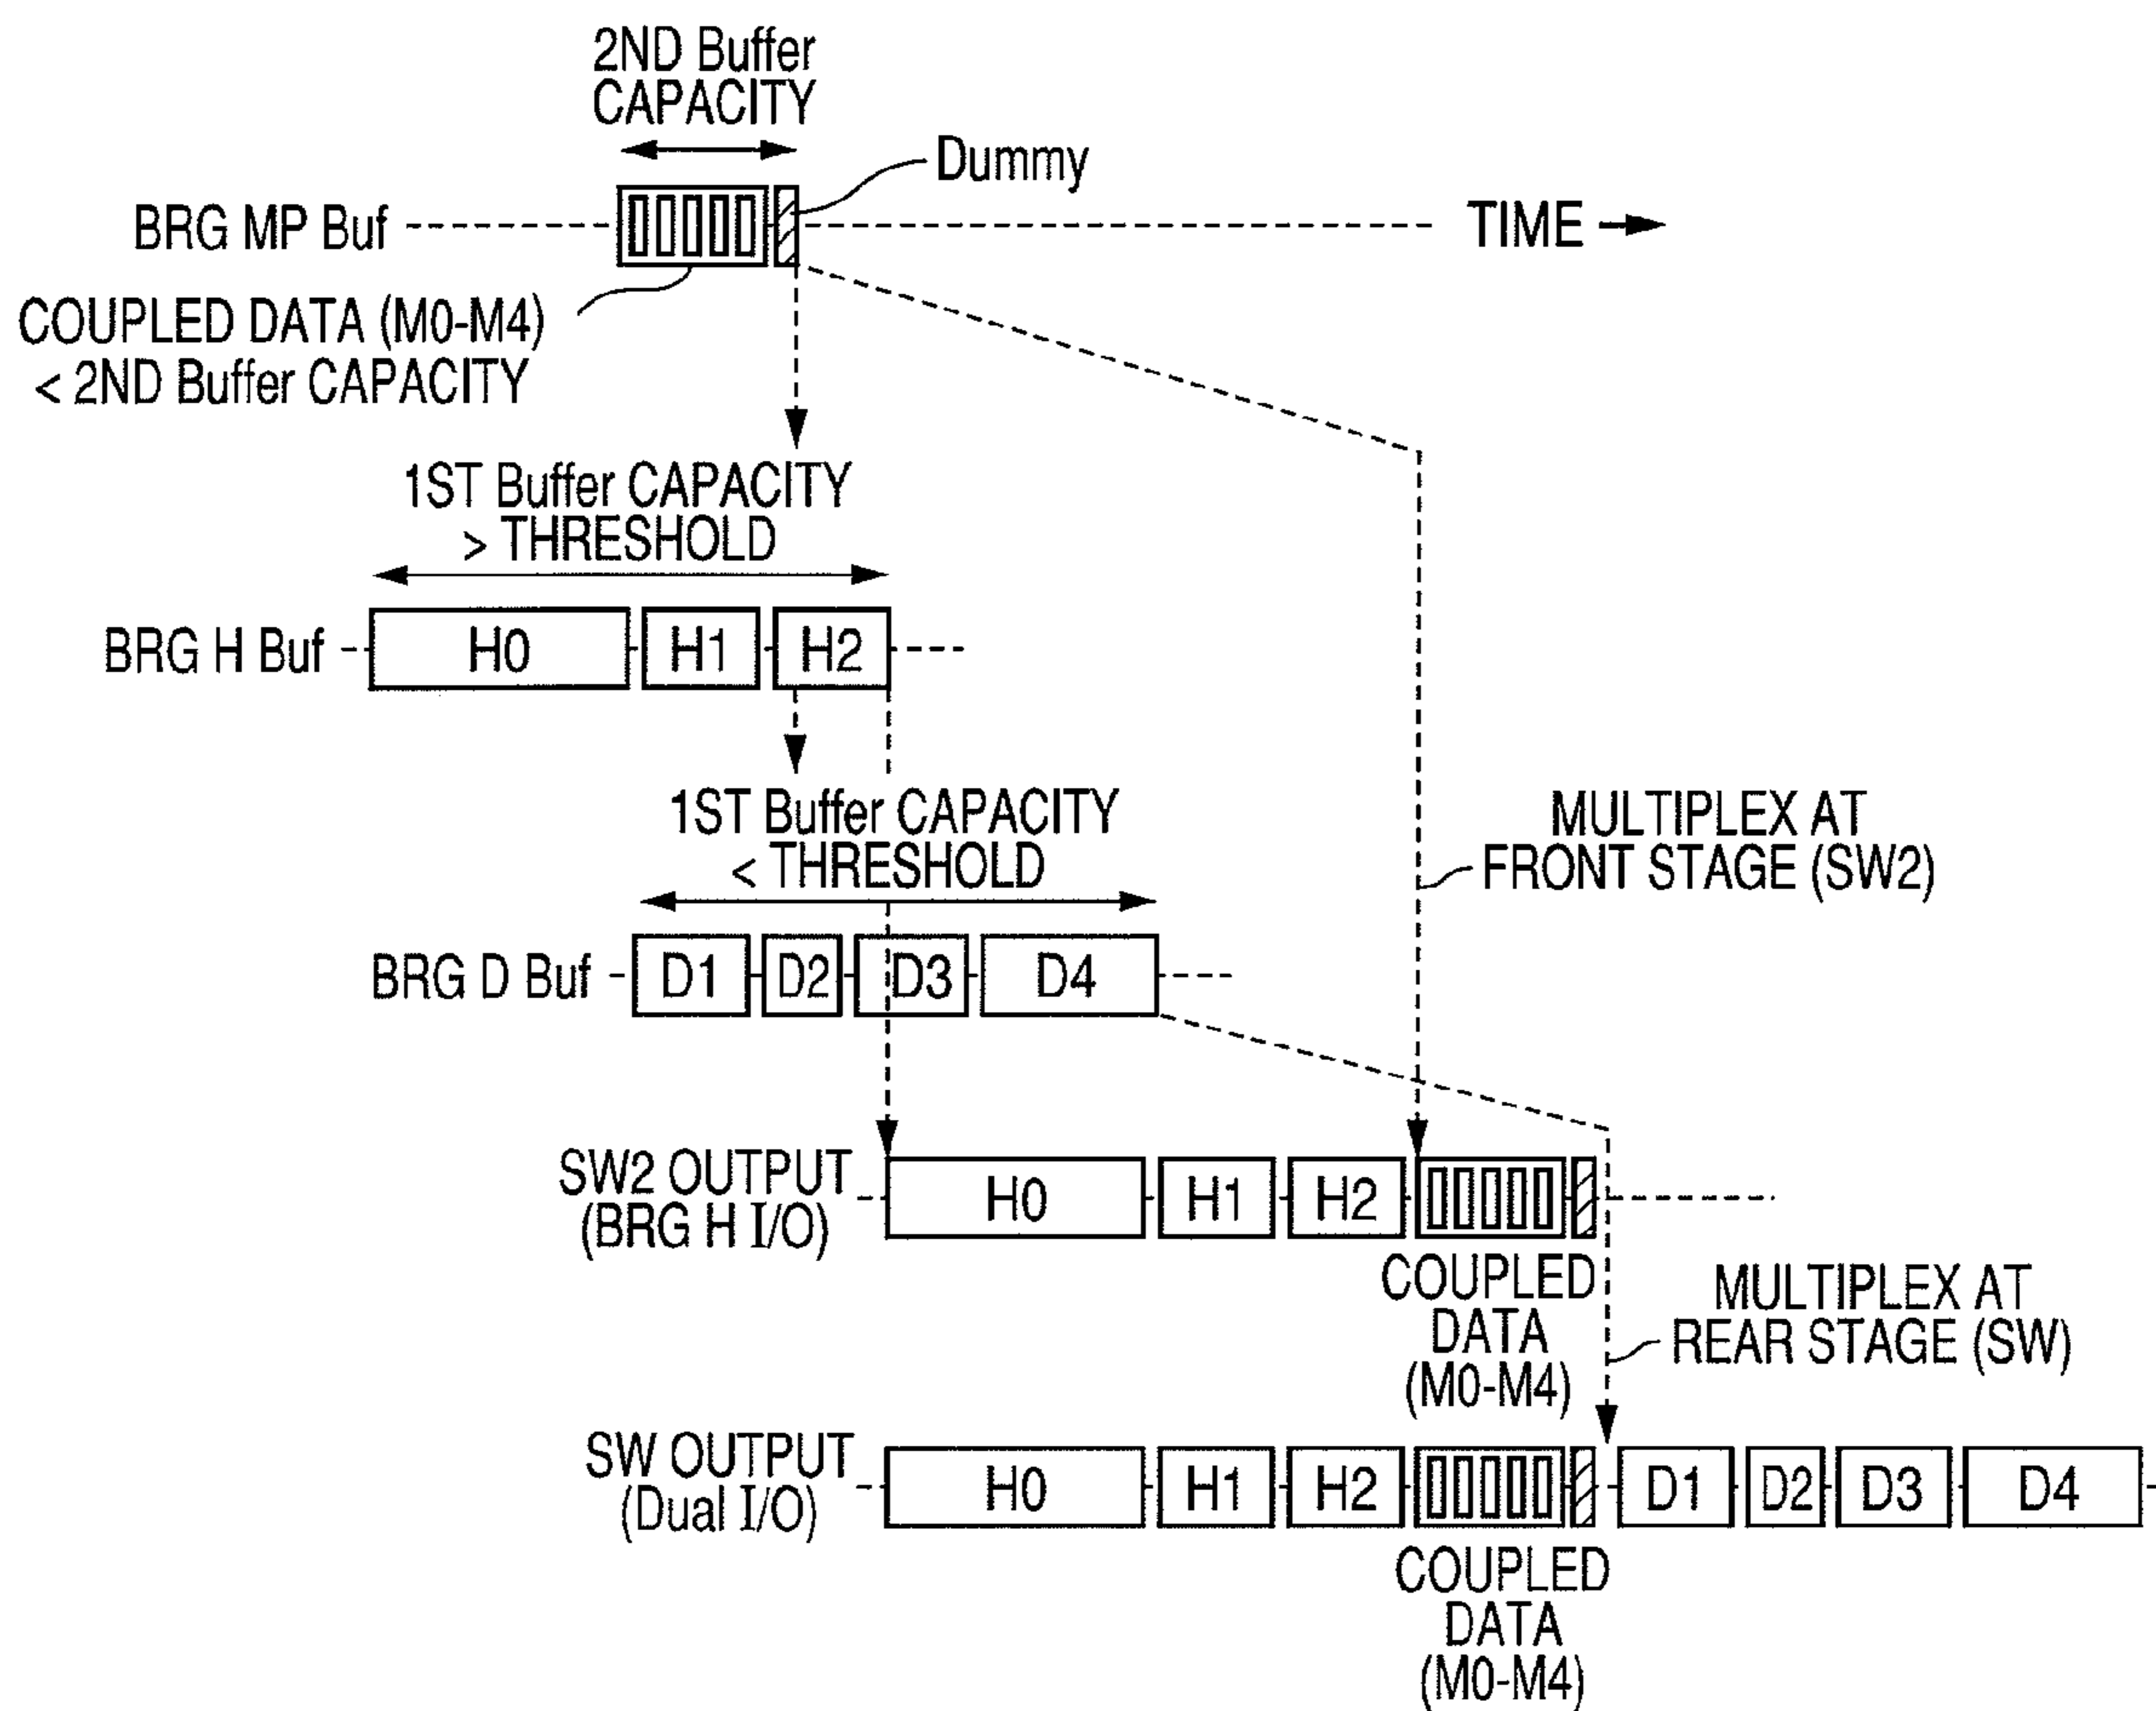 2ND Buffer
CAPACITY
Dummy
BRG MP Buf
TIME
COUPLED DATA (M0-M4)
< 2ND Buffer CAPACITY
1ST Buffer CAPACITY
> THRESHOLD
BRG H Buf
H0
H1
H2
1ST Buffer CAPACITY
< THRESHOLD
MULTIPLEX AT
FRONT STAGE (SW2)
BRG D Buf
D1
D2
D3
D4
SW2 OUTPUT
(BRG H I/O)
H0
H1
H2
COUPLED
DATA
(M0-M4)
MULTIPLEX AT
REAR STAGE (SW)
SW OUTPUT
(Dual I/O)
H0
H1
H2
D1
D2
D3
D4
COUPLED
DATA
(M0-M4)